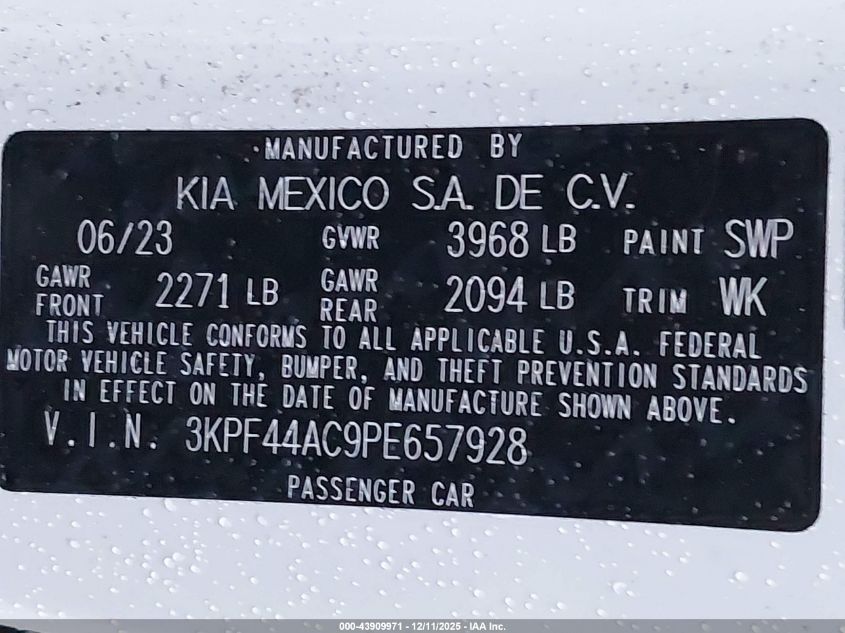 MANUFACTURED BY
KIA MEXICO S.A. DE C.V.
06/23 GVWR 3968 LB PAINT SWP
GAWR FRONT 2271 LB GAWR REAR 2094 LB TRIM WK
THIS VEHICLE CONFORMS TO ALL APPLICABLE U.S.A. FEDERAL
MOTOR VEHICLE SAFETY, BUMPER, AND THEFT PREVENTION STANDARDS
IN EFFECT ON THE DATE OF MANUFACTURE SHOWN ABOVE.
V.I.N. 3KPF44AC9PE657928
PASSENGER CAR
000-43909971 - 12/11/2025 - IAA Inc.